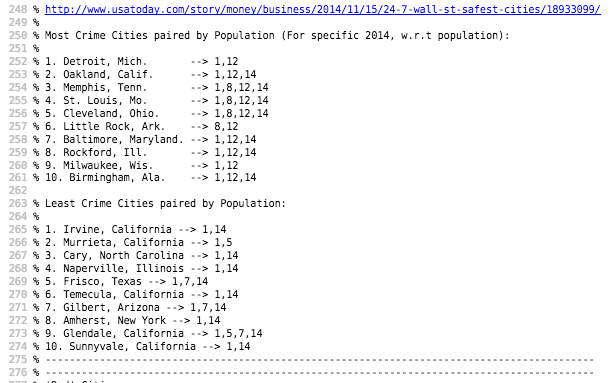 248 % http://www.usatoday.com/story/money/business/2014/11/15/24-7-wall-st-safest-cities/18933099/
249 %
250 % Most Crime Cities paired by Population (For specific 2014, w.r.t population):
251 %
252 % 1. Detroit, Mich. --> 1,12
253 % 2. Oakland, Calif. --> 1,12,14
254 % 3. Memphis, Tenn. --> 1,8,12,14
255 % 4. St. Louis, Mo. --> 1,8,12,14
256 % 5. Cleveland, Ohio. --> 1,8,12,14
257 % 6. Little Rock, Ark. --> 8,12
258 % 7. Baltimore, Maryland. --> 1,12,14
259 % 8. Rockford, Ill. --> 1,12,14
260 % 9. Milwaukee, Wis. --> 1,12
261 % 10. Birmingham, Ala. --> 1,12,14
262
263 % Least Crime Cities paired by Population:
264 %
265 % 1. Irvine, California --> 1,14
266 % 2. Murrieta, California --> 1,5
267 % 3. Cary, North Carolina --> 1,14
268 % 4. Naperville, Illinois --> 1,14
269 % 5. Frisco, Texas --> 1,7,14
270 % 6. Temecula, California --> 1,14
271 % 7. Gilbert, Arizona --> 1,7,14
272 % 8. Amherst, New York --> 1,14
273 % 9. Glendale, California --> 1,5,7,14
274 % 10. Sunnyvale, California --> 1,14
275 % --------------------------------------------------------------------------------------------
276 % --------------------------------------------------------------------------------------------